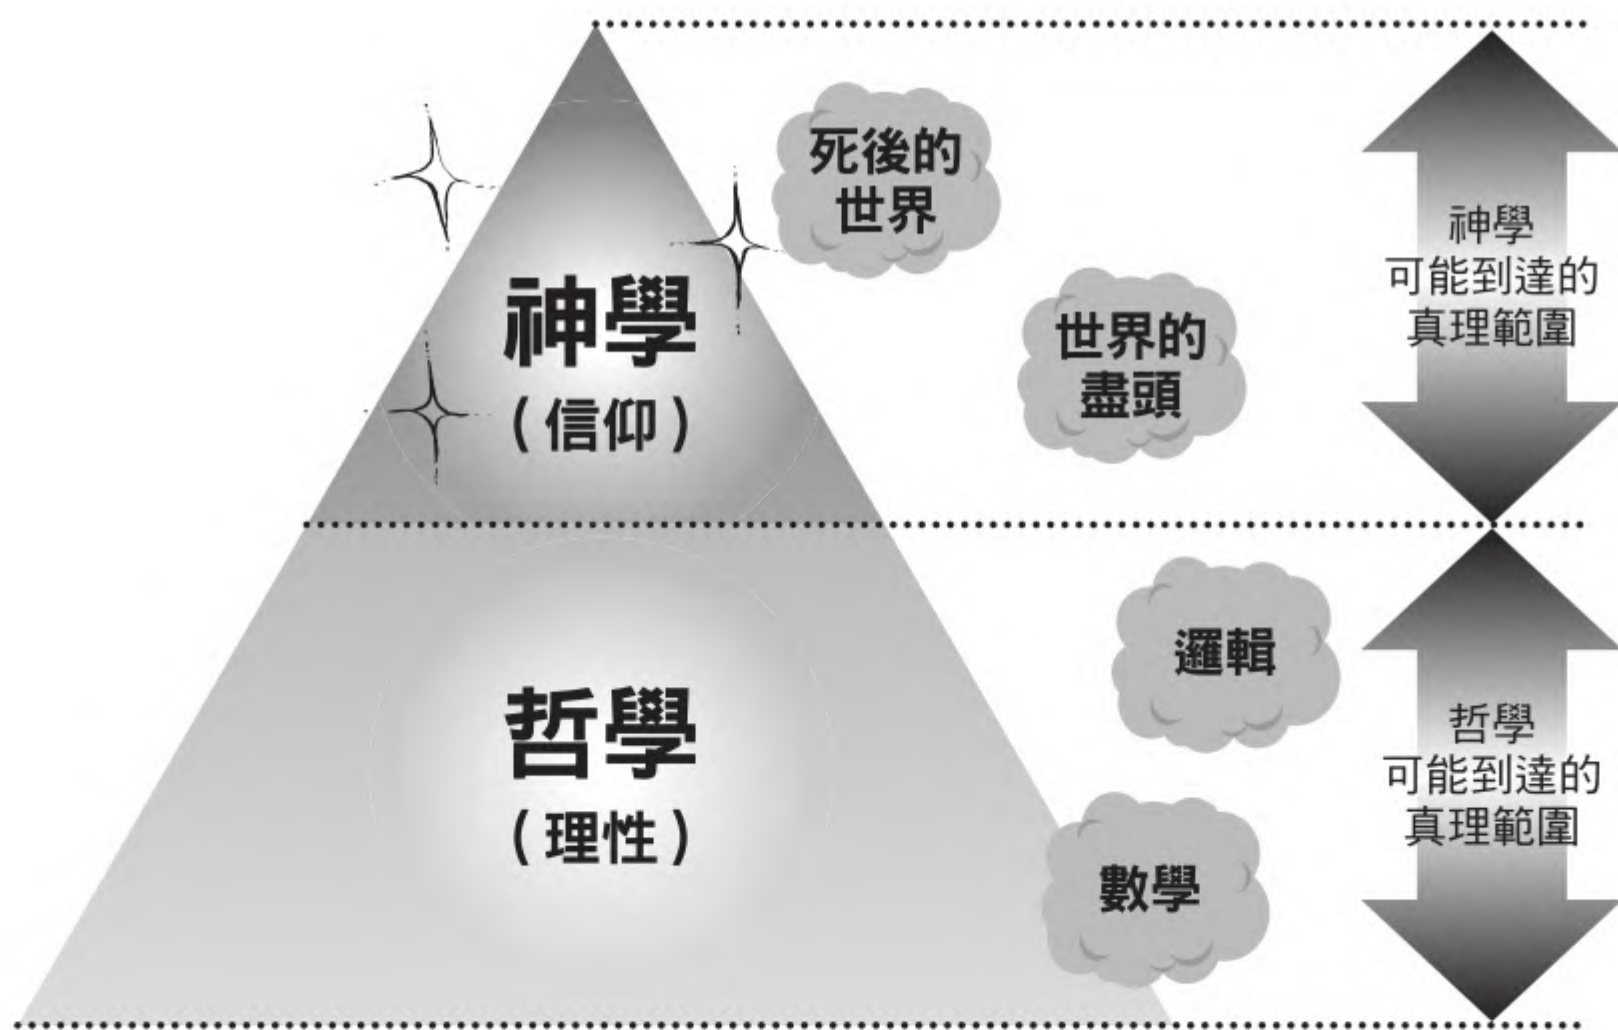 死後的
世界
神學
（信仰）
世界的
盡頭
神學
可能到達的
真理範圍
邏輯
哲學
（理性）
數學
哲學
可能到達的
真理範圍